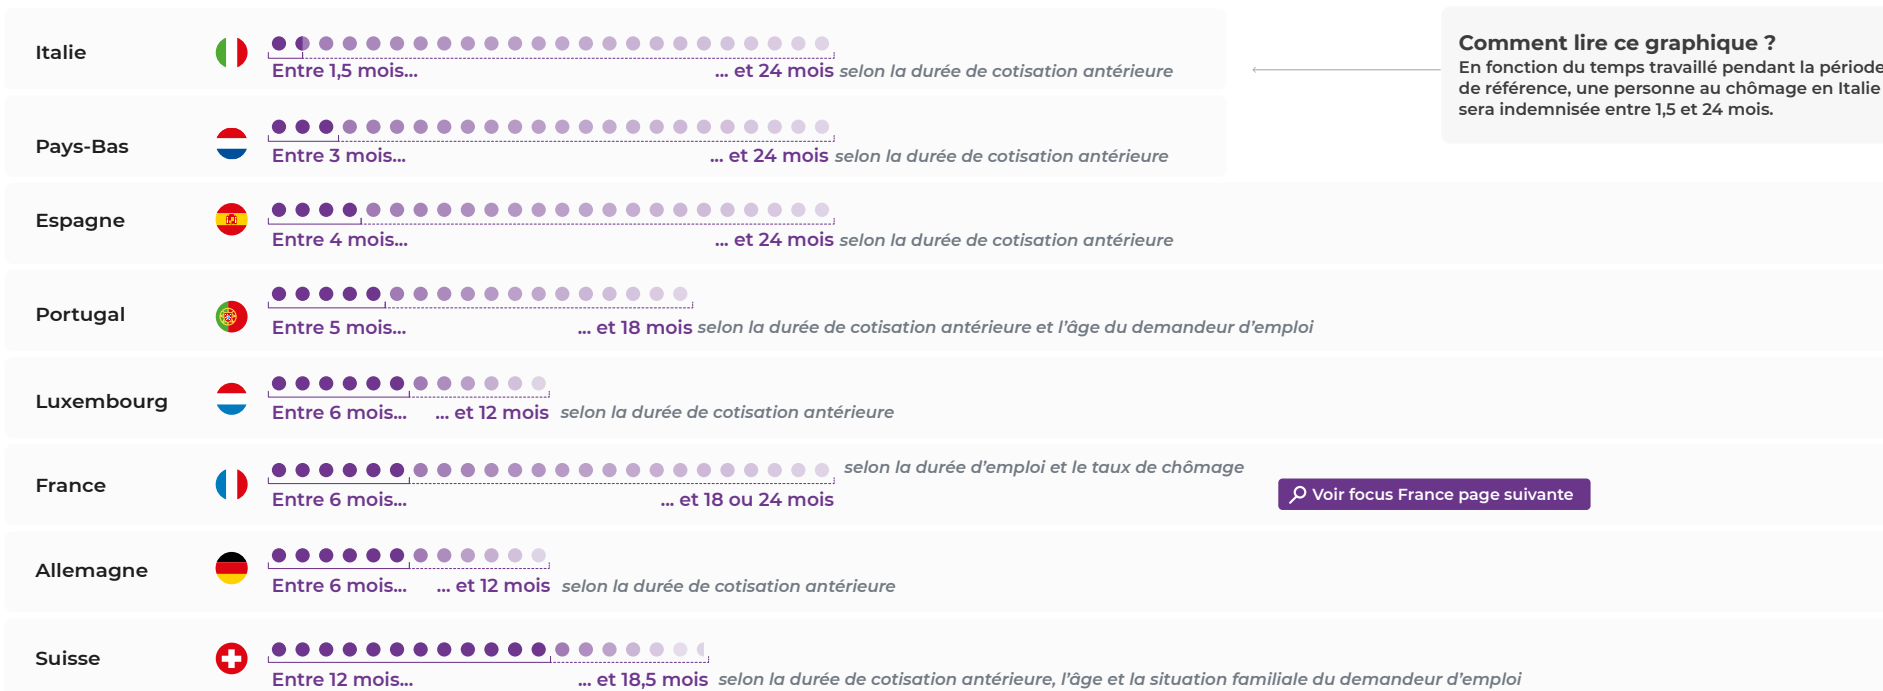 Italie
Entre 1,5 mois... ... et 24 mois selon la durée de cotisation antérieure
Comment lire ce graphique ?
En fonction du temps travaillé pendant la période
de référence, une personne au chômage en Italie
sera indemnisée entre 1,5 et 24 mois.
Pays-Bas
Entre 3 mois... ... et 24 mois selon la durée de cotisation antérieure
Espagne
Entre 4 mois... ... et 24 mois selon la durée de cotisation antérieure
Portugal
Entre 5 mois... ... et 18 mois selon la durée de cotisation antérieure et l’âge du demandeur d’emploi
Luxembourg
Entre 6 mois... ... et 12 mois selon la durée de cotisation antérieure
France
selon la durée d’emploi et le taux de chômage
Entre 6 mois... ... et 18 ou 24 mois
Voir focus France page suivante
Allemagne
Entre 6 mois... ... et 12 mois selon la durée de cotisation antérieure
Suisse
Entre 12 mois... ... et 18,5 mois selon la durée de cotisation antérieure, l’âge et la situation familiale du demandeur d’emploi